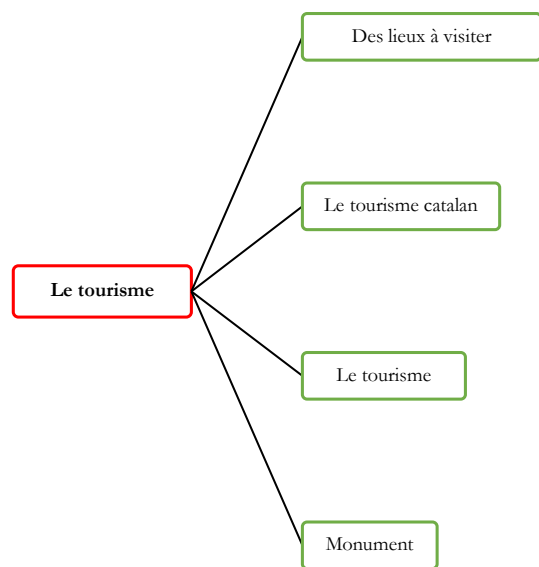 Des lieux à visiter
Le tourisme catalan
Le tourisme
Le tourisme
Monument